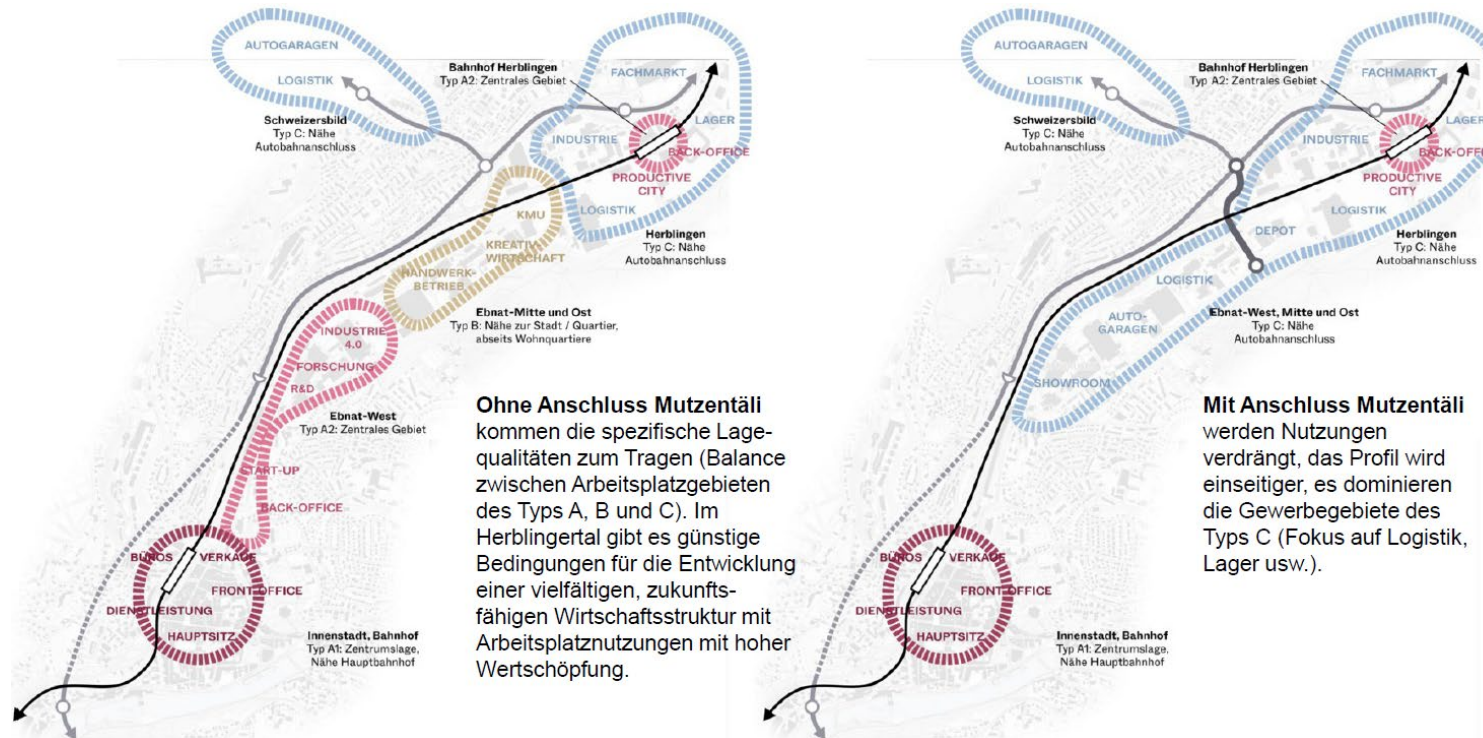 AUTOGARAGEN
LOGISTIK
Schweizersbild
Typ C: Nähe
Autobahnanschluss
Bahnhof Herblingen
Typ A2: Zentrales Gebiet
FACHMARKT
LAGER
INDUSTRIE
BACK-OFFICE
PRODUCTIVE
CITY
LOGISTIK
Herblingen
Typ C: Nähe
Autobahnanschluss
KMU
KREATIV-
WIRTSCHAFT
HANDWERK-
BETRIEB
Ebnat-Mitte und Ost
Typ B: Nähe zur Stadt / Quartier,
abseits Wohnquartiere
INDUSTRIE
4.0
FORSCHUNG
R&D
Ebnat-West
Typ A2: Zentrales Gebiet
START-UP
BACK-OFFICE
BÜROS
VERKAUF
FRONT-OFFICE
DIENSTLEISTUNG
HAUPTSITZ
Innenstadt, Bahnhof
Typ A1: Zentrumslage,
Nähe Hauptbahnhof
Ohne Anschluss Mutzentäli
kommen die spezifische Lage-
qualitäten zum Tragen (Balance
zwischen Arbeitsplatzgebieten
des Typs A, B und C). Im
Herblingertal gibt es günstige
Bedingungen für die Entwicklung
einer vielfältigen, zukunfts-
fähigen Wirtschaftsstruktur mit
Arbeitsplatznutzungen mit hoher
Wertschöpfung.
AUTOGARAGEN
LOGISTIK
Schweizersbild
Typ C: Nähe
Autobahnanschluss
Bahnhof Herblingen
Typ A2: Zentrales Gebiet
FACHMARKT
LAGER
INDUSTRIE
BACK-OFFI
PRODUCTIVE
CITY
LOGISTIK
DEPOT
Herblingen
Typ C: Nähe
Autobahnanschluss
LOGISTIK
AUTO-
GARAGEN
SHOWROOM
Ebnat-West, Mitte und Ost
Typ C: Nähe
Autobahnanschluss
BÜROS
VERKAUF
FRONT-OFFICE
DIENSTLEISTUNG
HAUPTSITZ
Innenstadt, Bahnhof
Typ A1: Zentrumslage,
Nähe Hauptbahnhof
Mit Anschluss Mutzentäli
werden Nutzungen
verdrängt, das Profil wird
einseitiger, es dominieren
die Gewerbegebiete des
Typs C (Fokus auf Logistik,
Lager usw.).